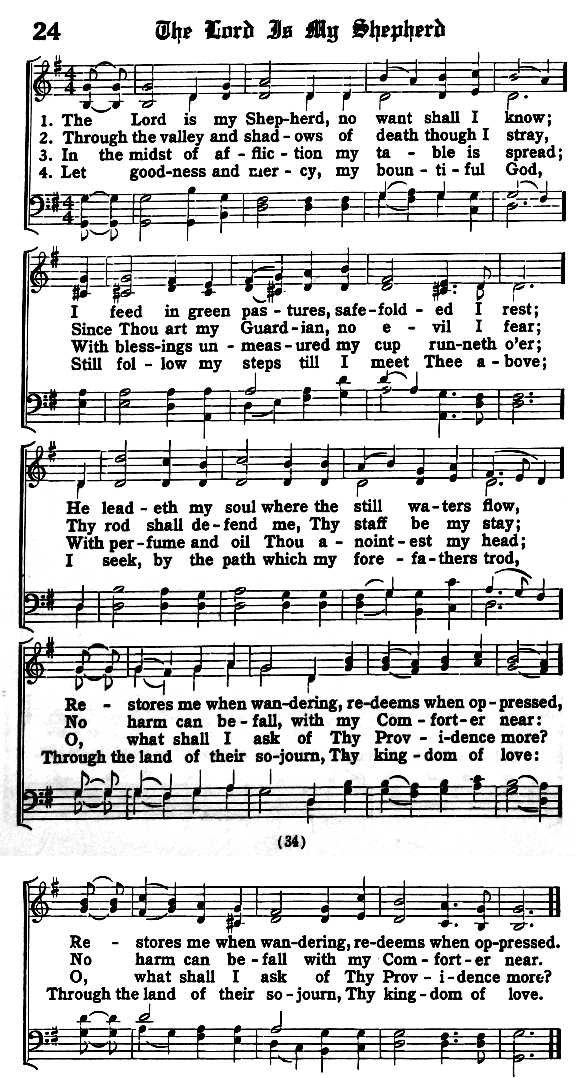 24 The Lord Is My Shepherd
1. The Lord is my Shep-herd, no want shall I know;
2. Through the valley and shad-ows of death though I stray,
3. In the midst of af-flic-tion my ta-ble is spread;
4. Let good-ness and mer-cy, my boun-ti-ful God,
I feed in green pas-tures, safe-fold-ed I rest;
Since Thou art my Guard-ian, no e-vil I fear;
With bless-ings un-meas-ured my cup run-neth o'er;
Still fol-low my steps till I meet Thee a-bove;
He lead-eth my soul where the still wa-ters flow,
Thy rod shall de-fend me, Thy staff be my stay;
With per-fume and oil Thou a-noint-est my head;
I seek, by the path which my fore-fa-thers trod,
Re-stores me when wan-dering, re-deems when op-pressed,
No harm can be-fall, with my Com-fort-er near:
O, what shall I ask of Thy Prov-i-dence more?
Through the land of their so-journ, Thy king-dom of love:
(34)
Re-stores me when wan-dering, re-deems when op-pressed.
No harm can be-fall with my Com-fort-er near.
O, what shall I ask of Thy Prov-i-dence more?
Through the land of their so-journ, Thy king-dom of love.